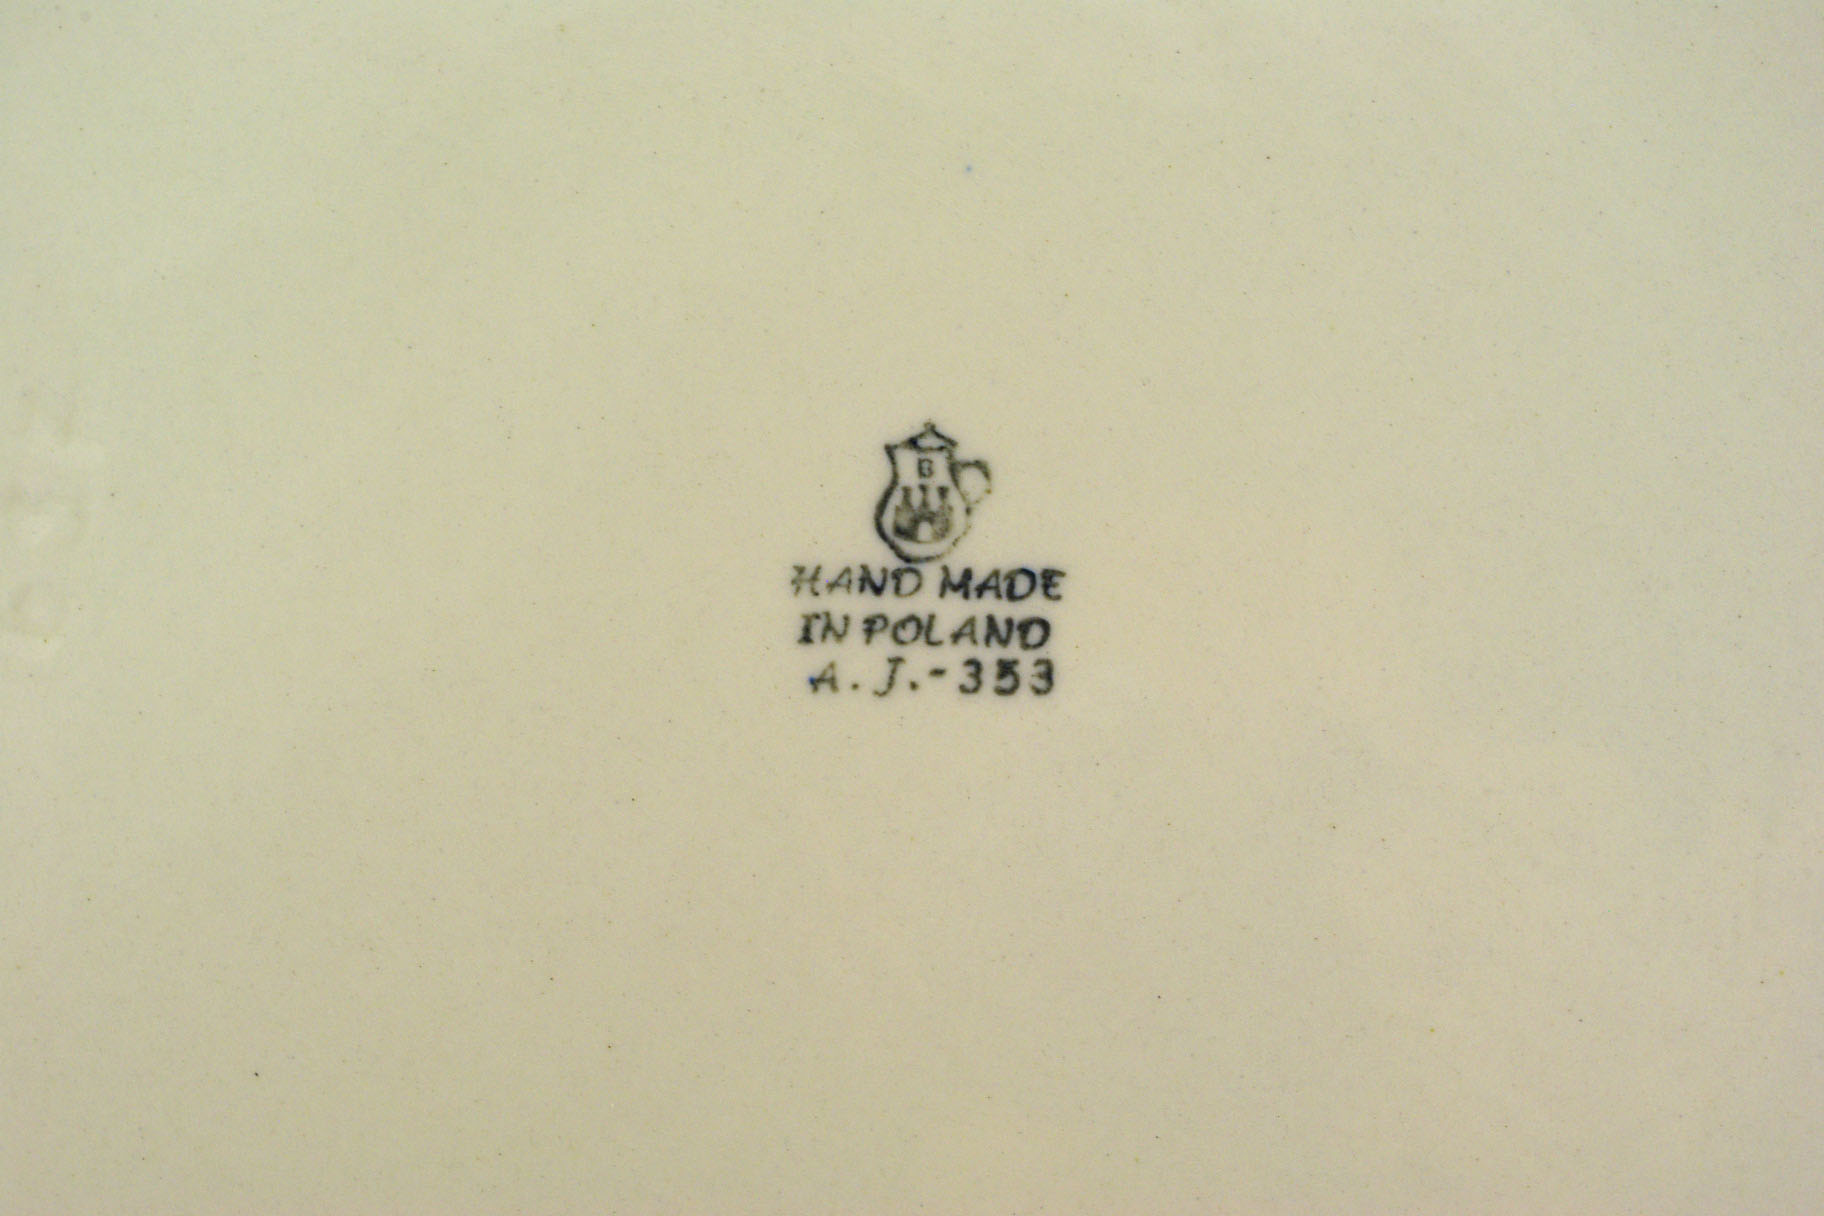 B
HAND MADE
IN POLAND
A.J.-353